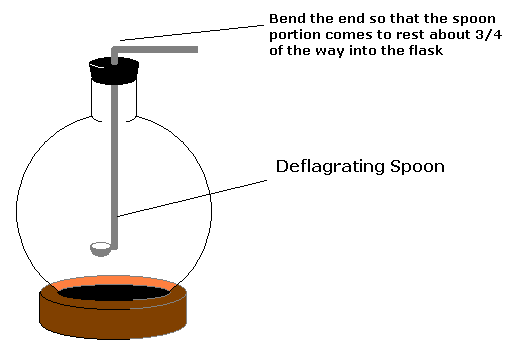 Bend the end so that the spoon
portion comes to rest about 3/4
of the way into the flask
Deflagrating Spoon